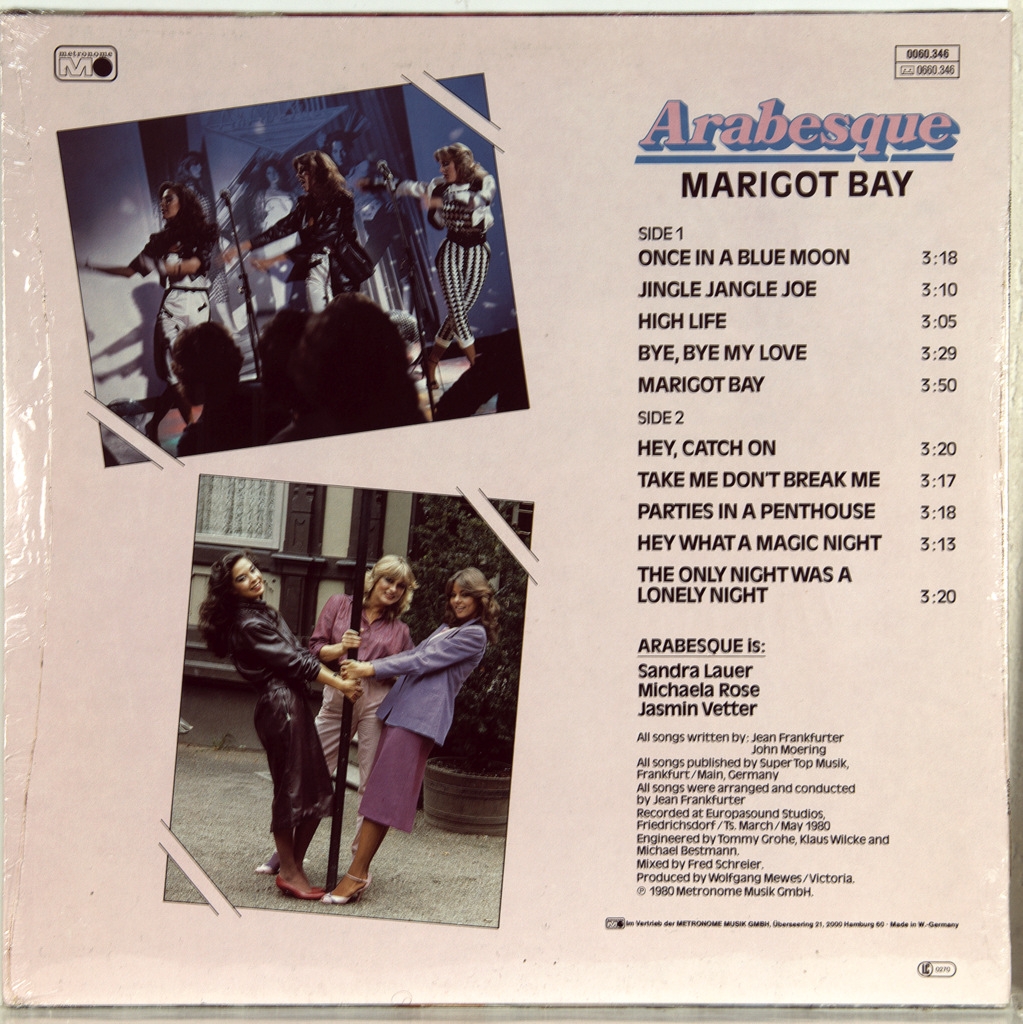 metronome
0060.346
0660.346
Arabesque
MARIGOT BAY
SIDE 1
ONCE IN A BLUE MOON 3:18
JINGLE JANGLE JOE 3:10
HIGH LIFE 3:05
BYE, BYE MY LOVE 3:29
MARIGOT BAY 3:50
SIDE 2
HEY, CATCH ON 3:20
TAKE ME DON'T BREAK ME 3:17
PARTIES IN A PENTHOUSE 3:18
HEY WHAT A MAGIC NIGHT 3:13
THE ONLY NIGHT WAS A
LONELY NIGHT 3:20
ARABESQUE is:
Sandra Lauer
Michaela Rose
Jasmin Vetter
All songs written by: Jean Frankfurter
John Moering
All songs published by Super Top Musik,
Frankfurt/Main, Germany
All songs were arranged and conducted
by Jean Frankfurter
Recorded at Europasound Studios,
Friedrichsdorf/Ts. March/May 1980
Engineered by Tommy Grohe, Klaus Wilcke and
Michael Bestmann.
Mixed by Fred Schreier.
Produced by Wolfgang Mewes/Victoria.
℗ 1980 Metronome Musik GmbH.
Im Vertrieb der METRONOME MUSIK GMBH, Überseering 21, 2000 Hamburg 60 · Made in W.-Germany
LC 0270